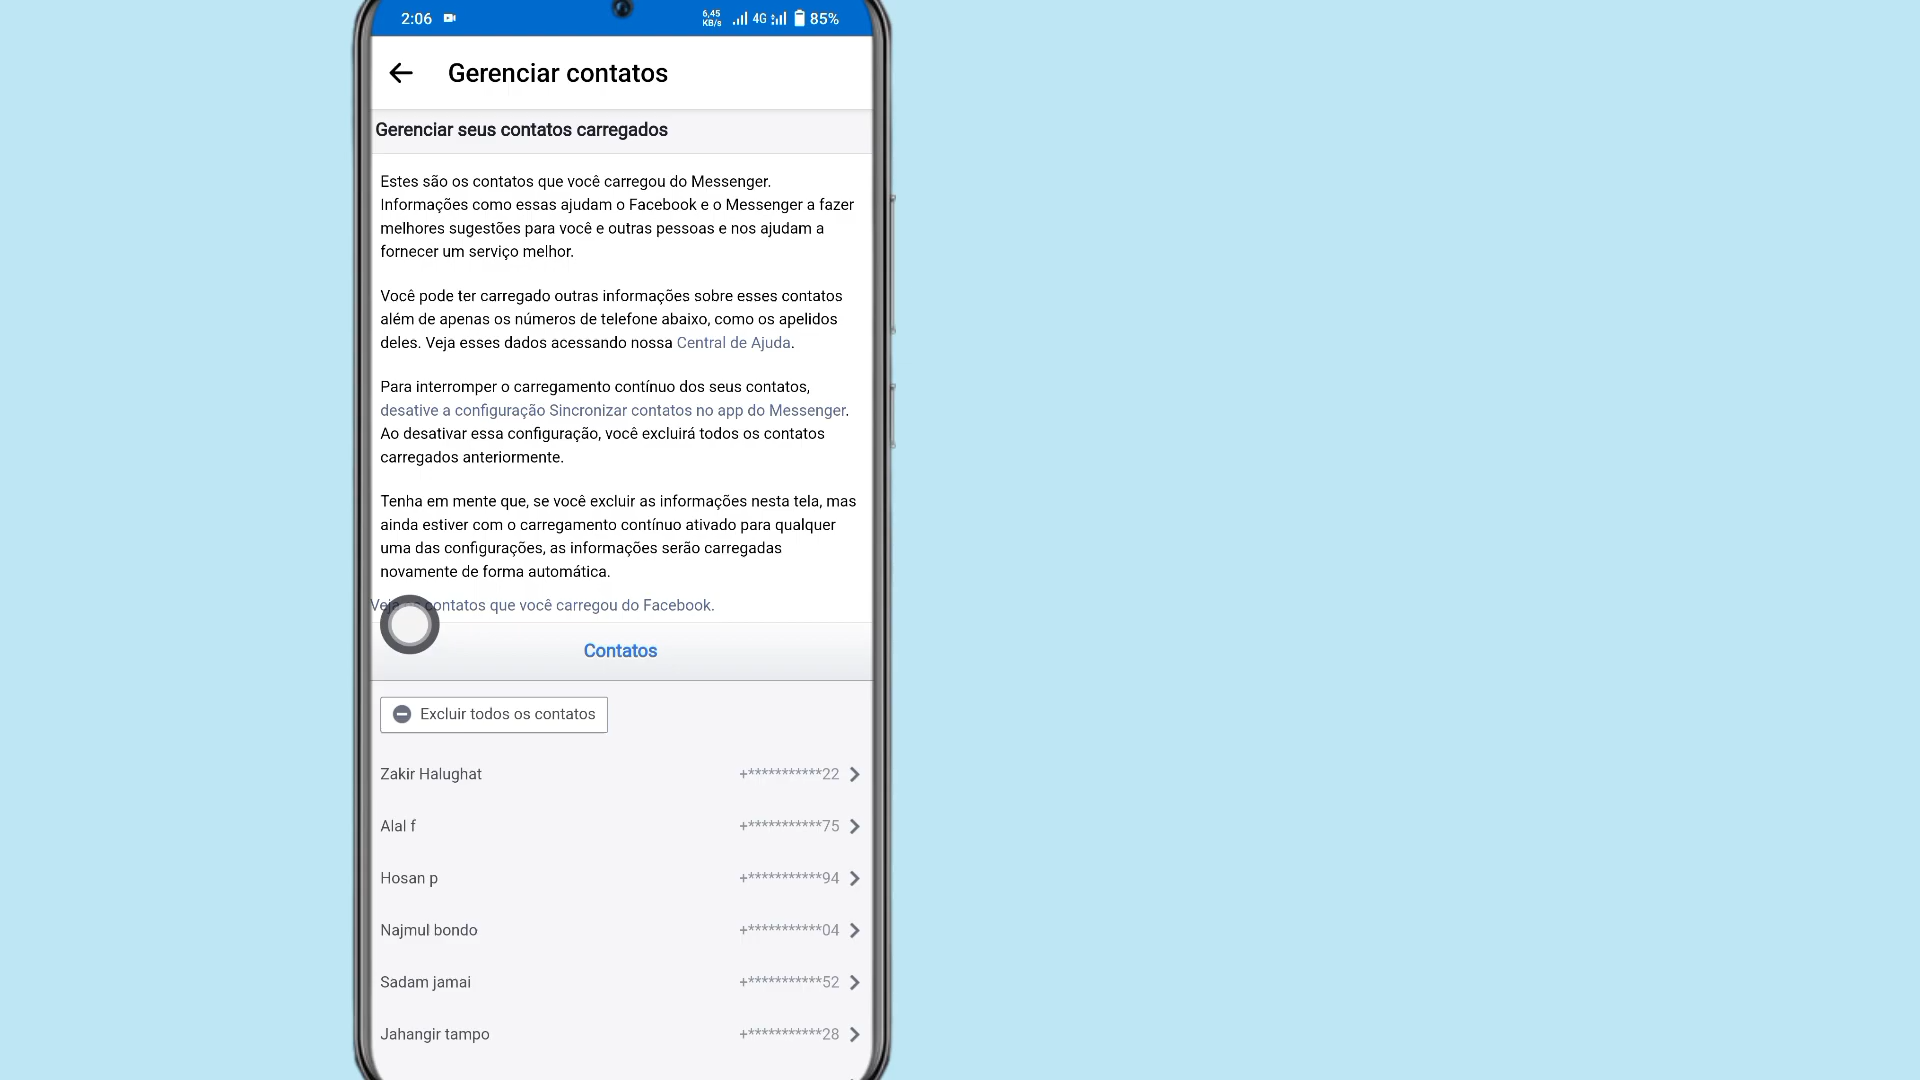 2:06
6,45
KB/s
4G
85%
Gerenciar contatos
Gerenciar seus contatos carregados
Estes são os contatos que você carregou do Messenger.
Informações como essas ajudam o Facebook e o Messenger a fazer
melhores sugestões para você e outras pessoas e nos ajudam a
fornecer um serviço melhor.
Você pode ter carregado outras informações sobre esses contatos
além de apenas os números de telefone abaixo, como os apelidos
deles. Veja esses dados acessando nossa Central de Ajuda.
Para interromper o carregamento contínuo dos seus contatos,
desative a configuração Sincronizar contatos no app do Messenger.
Ao desativar essa configuração, você excluirá todos os contatos
carregados anteriormente.
Tenha em mente que, se você excluir as informações nesta tela, mas
ainda estiver com o carregamento contínuo ativado para qualquer
uma das configurações, as informações serão carregadas
novamente de forma automática.
Veja contatos que você carregou do Facebook.
Contatos
Excluir todos os contatos
Zakir Halughat +***********22
Alal f +***********75
Hosan p +***********94
Najmul bondo +***********04
Sadam jamai +***********52
Jahangir tampo +***********28